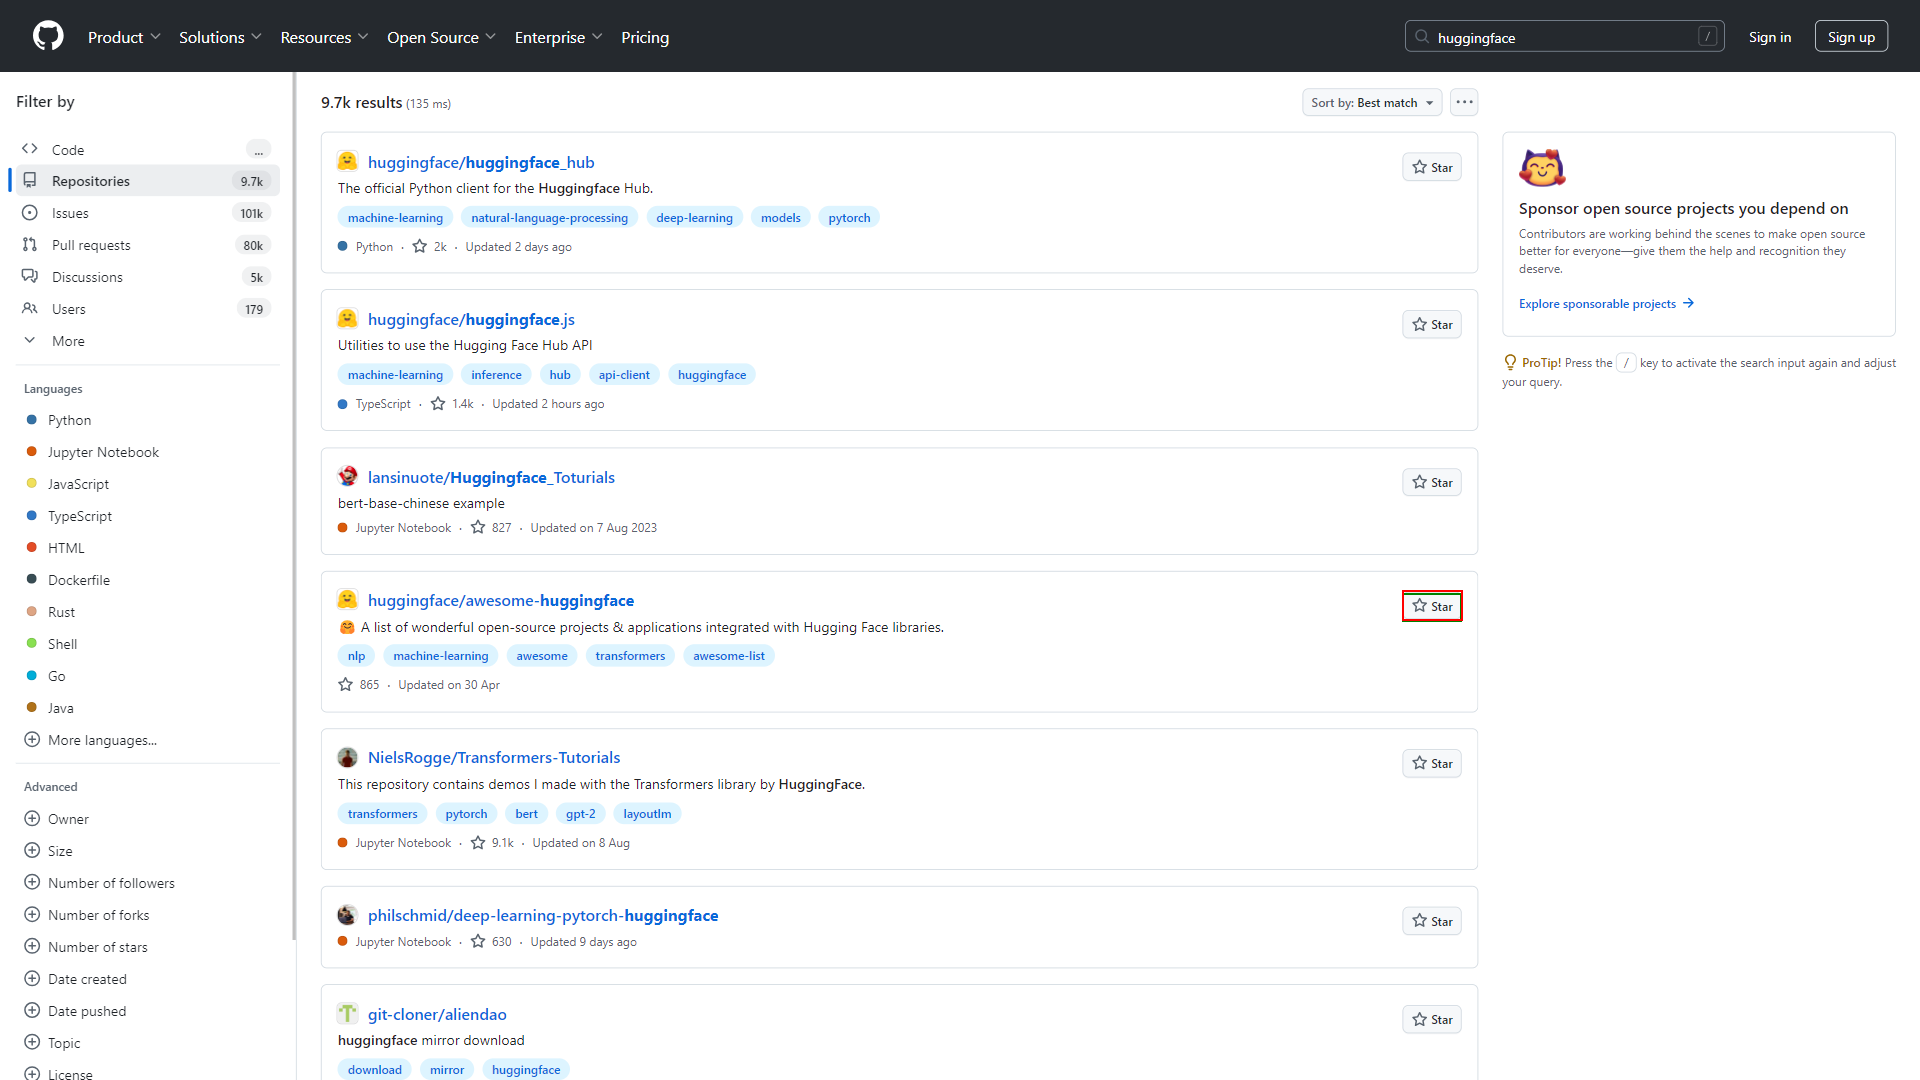 Product Solutions Resources Open Source Enterprise Pricing huggingface / Sign in Sign up
Filter by
Code ...
Repositories 9.7k
Issues 101k
Pull requests 80k
Discussions 5k
Users 179
More
Languages
Python
Jupyter Notebook
JavaScript
TypeScript
HTML
Dockerfile
Rust
Shell
Go
Java
More languages...
Advanced
Owner
Size
Number of followers
Number of forks
Number of stars
Date created
Date pushed
Topic
License
9.7k results (135 ms) Sort by: Best match
huggingface/huggingface_hub Star
The official Python client for the Huggingface Hub.
machine-learning natural-language-processing deep-learning models pytorch
Python · 2k · Updated 2 days ago
huggingface/huggingface.js Star
Utilities to use the Hugging Face Hub API
machine-learning inference hub api-client huggingface
TypeScript · 1.4k · Updated 2 hours ago
lansinuote/Huggingface_Toturials Star
bert-base-chinese example
Jupyter Notebook · 827 · Updated on 7 Aug 2023
huggingface/awesome-huggingface Star
🤗 A list of wonderful open-source projects & applications integrated with Hugging Face libraries.
nlp machine-learning awesome transformers awesome-list
865 · Updated on 30 Apr
NielsRogge/Transformers-Tutorials Star
This repository contains demos I made with the Transformers library by HuggingFace.
transformers pytorch bert gpt-2 layoutlm
Jupyter Notebook · 9.1k · Updated on 8 Aug
philschmid/deep-learning-pytorch-huggingface Star
Jupyter Notebook · 630 · Updated 9 days ago
git-cloner/aliendao Star
huggingface mirror download
download mirror huggingface
Sponsor open source projects you depend on
Contributors are working behind the scenes to make open source
better for everyone—give them the help and recognition they
deserve.
Explore sponsorable projects
ProTip! Press the / key to activate the search input again and adjust
your query.